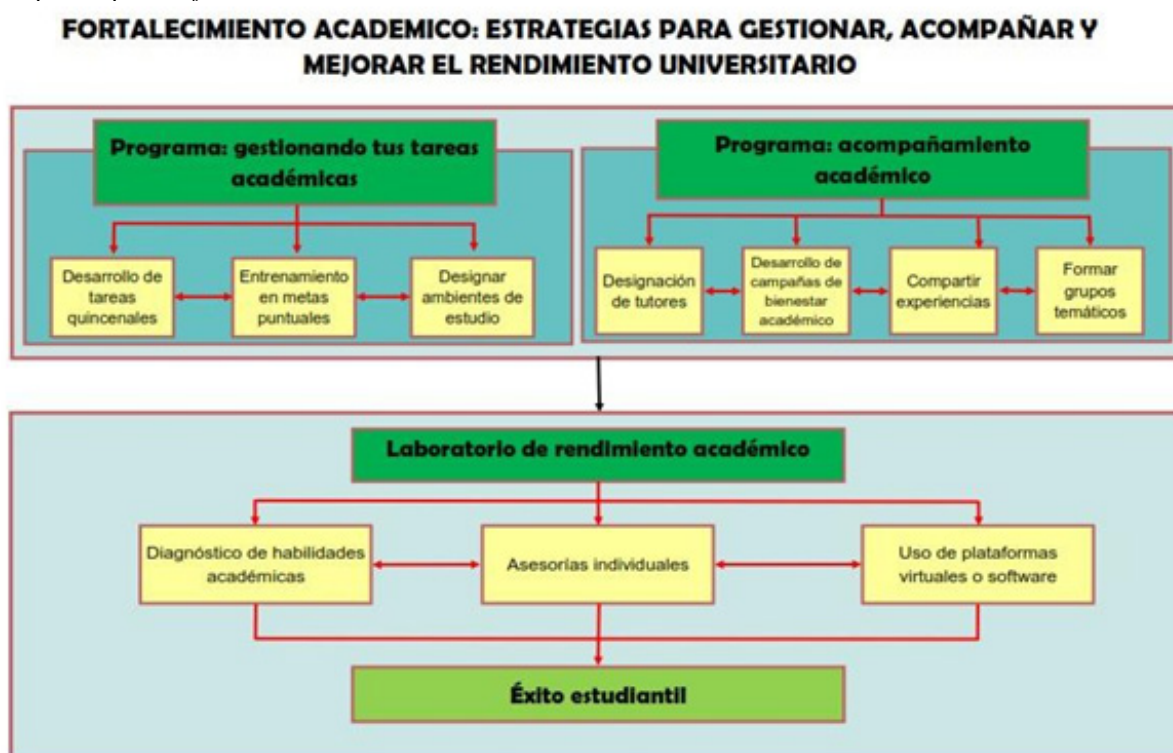 FORTALECIMIENTO ACADEMICO: ESTRATEGIAS PARA GESTIONAR, ACOMPAÑAR Y
MEJORAR EL RENDIMIENTO UNIVERSITARIO
Programa: gestionando tus tareas
académicas
Desarrollo de
tareas
quincenales
Entrenamiento
en metas
puntuales
Designar
ambientes de
estudio
Programa: acompañamiento
académico
Designación
de tutores
Desarrollo de
campañas de
bienestar
académico
Compartir
experiencias
Formar
grupos
temáticos
Laboratorio de rendimiento académico
Diagnóstico de habilidades
académicas
Asesorías individuales
Uso de plataformas
virtuales o software
Éxito estudiantil